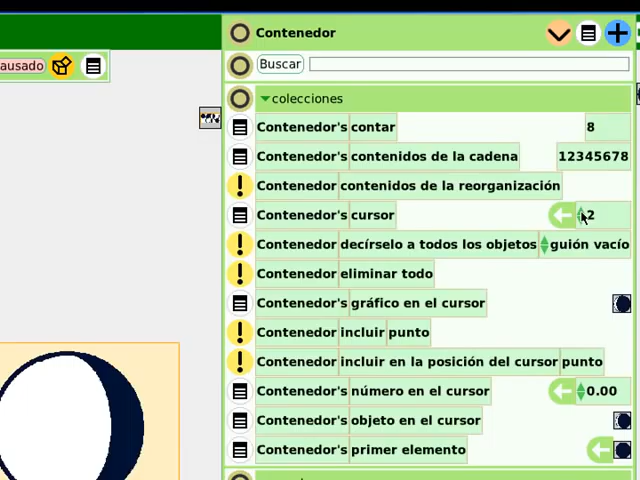 Contenedor
ausado
Buscar
colecciones
Contenedor's contar 8
Contenedor's contenidos de la cadena 12345678
Contenedor contenidos de la reorganización
Contenedor's cursor 2
Contenedor decírselo a todos los objetos guión vacío
Contenedor eliminar todo
Contenedor's gráfico en el cursor
Contenedor incluir punto
Contenedor incluir en la posición del cursor punto
Contenedor's número en el cursor 0.00
Contenedor's objeto en el cursor
Contenedor's primer elemento